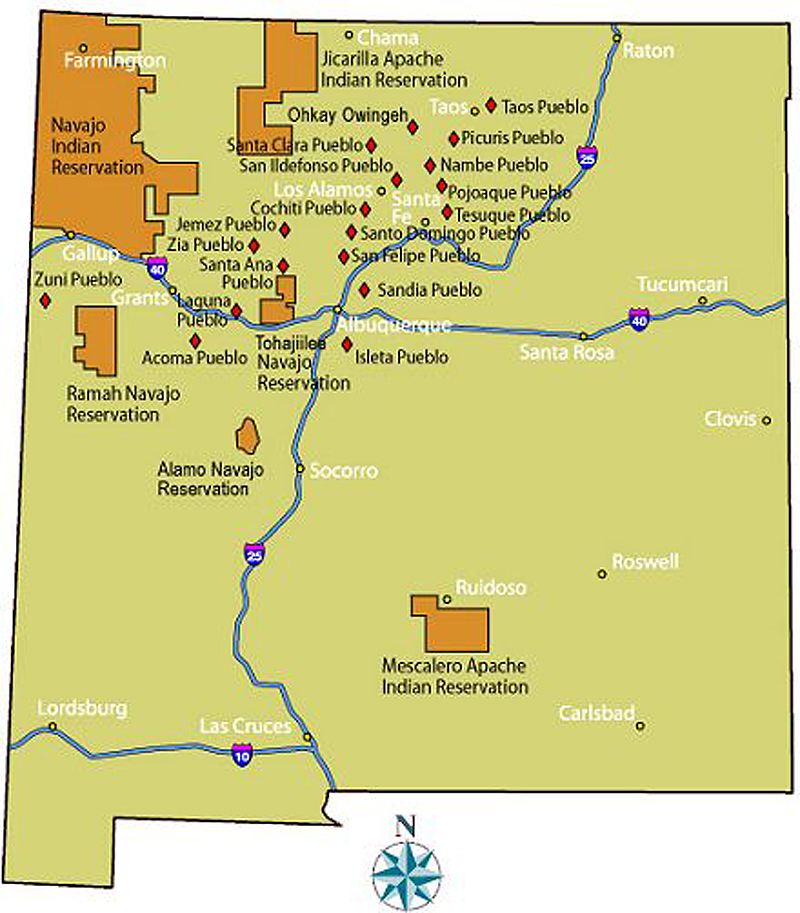 Chama
Raton
Farmington
Jicarilla Apache
Indian Reservation
Taos
Taos Pueblo
Ohkay Owingeh
Navajo
Indian
Reservation
Picuris Pueblo
Santa Clara Pueblo
25
San Ildefonso Pueblo
Nambe Pueblo
Los Alamos
Pojoaque Pueblo
Santa
Fe
Cochiti Pueblo
Tesuque Pueblo
Jemez Pueblo
Santo Domingo Pueblo
Zia Pueblo
Gallup
San Felipe Pueblo
40
Santa Ana
Pueblo
Zuni Pueblo
Grants
Laguna
Pueblo
Sandia Pueblo
Tucumcari
40
Albuquerque
Acoma Pueblo
Tohajiilee
Navajo
Reservation
Isleta Pueblo
Santa Rosa
Ramah Navajo
Reservation
Clovis
Alamo Navajo
Reservation
Socorro
25
Roswell
Ruidoso
Mescalero Apache
Indian Reservation
Lordsburg
Las Cruces
Carlsbad
10
N